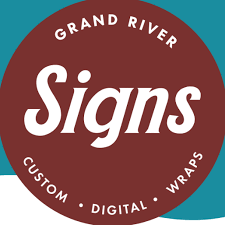 GRAND RIVER
Signs
CUSTOM • DIGITAL • WRAPS